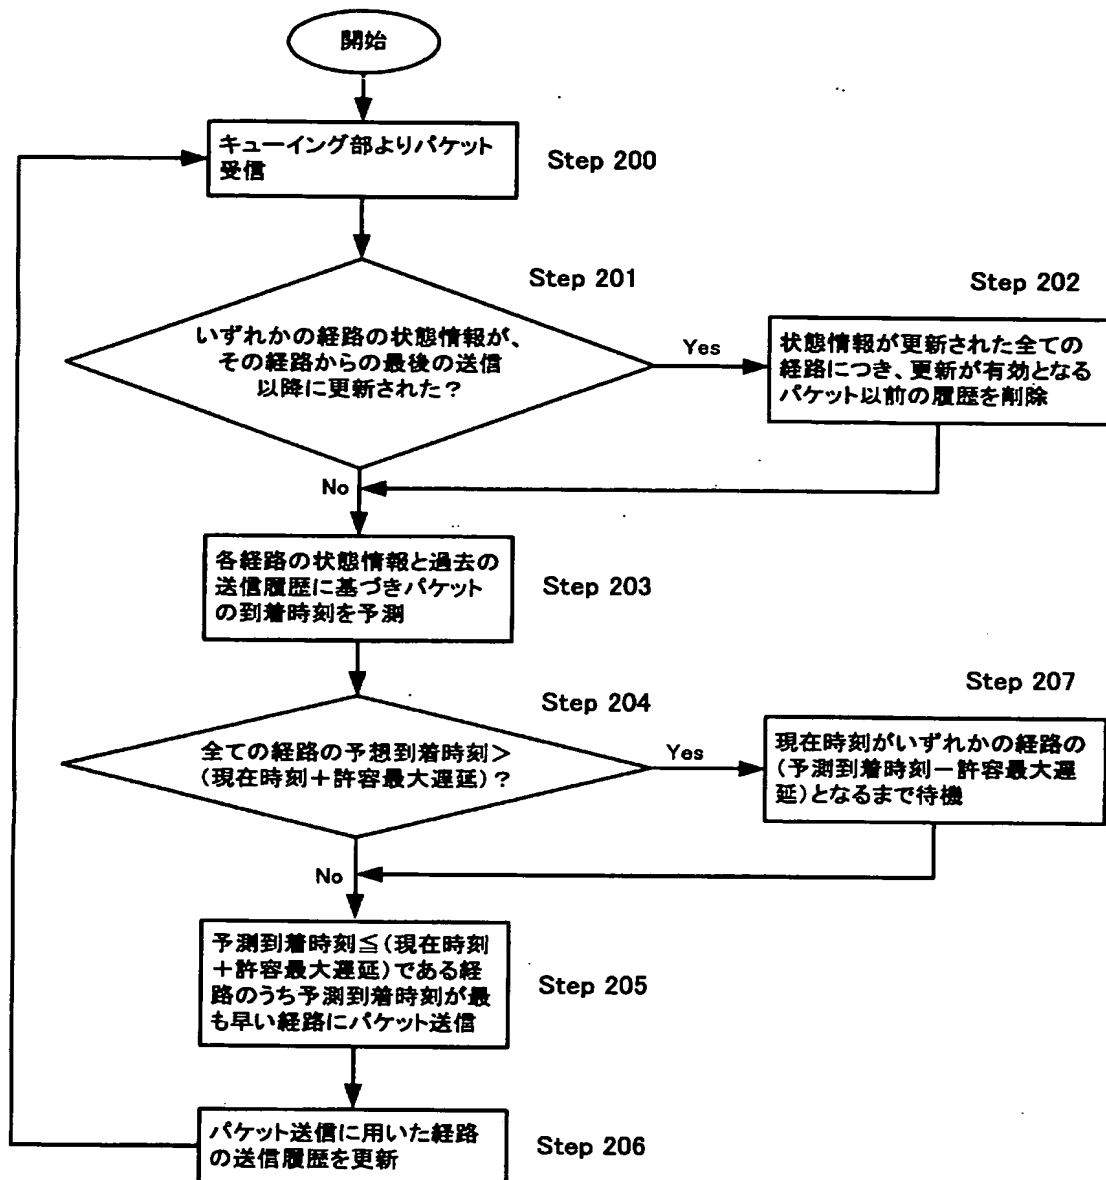 開始
キューイング部よりパケット
受信
Step 200
Step 201
いずれかの経路の状態情報が、
その経路からの最後の送信
以降に更新された？
Yes
Step 202
状態情報が更新された全ての
経路につき、更新が有効となる
パケット以前の履歴を削除
No
各経路の状態情報と過去の
送信履歴に基づきパケット
の到着時刻を予測
Step 203
Step 204
全ての経路の予想到着時刻＞
（現在時刻＋許容最大遅延）？
Yes
Step 207
現在時刻がいずれかの経路の
（予測到着時刻－許容最大遅
延）となるまで待機
No
予測到着時刻≦（現在時刻
＋許容最大遅延）である経
路のうち予測到着時刻が最
も早い経路にパケット送信
Step 205
パケット送信に用いた経路
の送信履歴を更新
Step 206